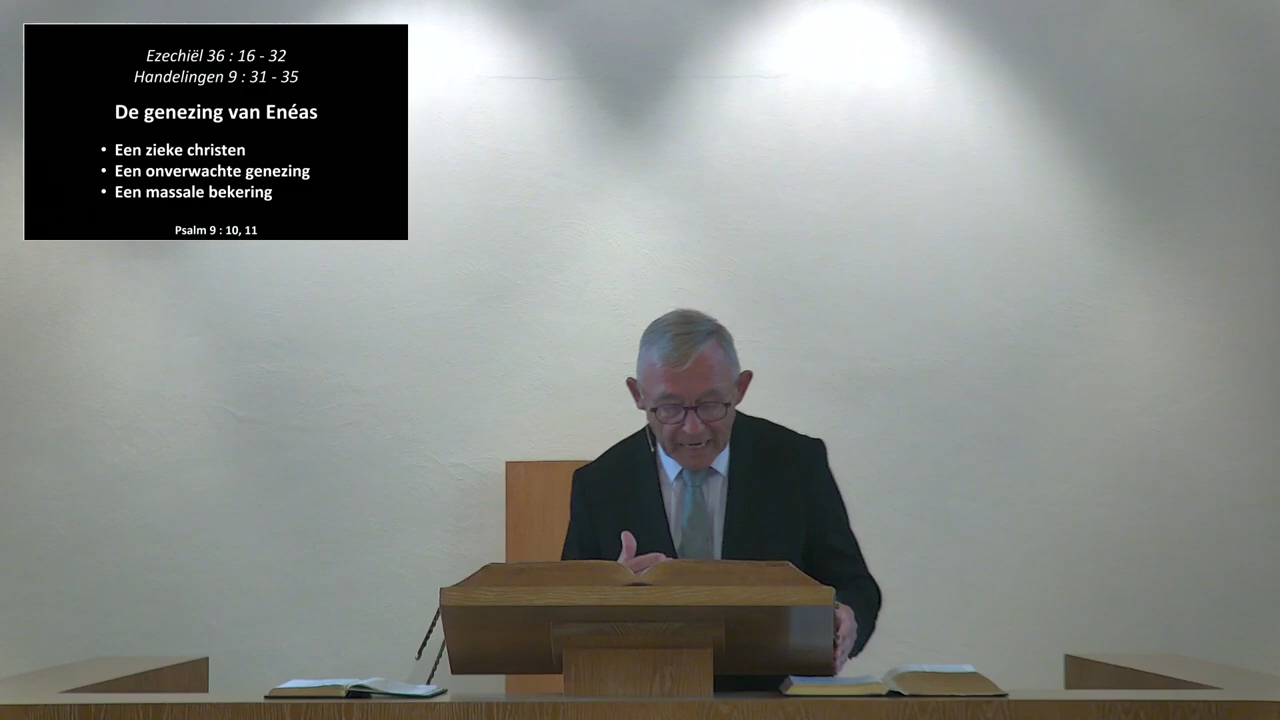 Ezechiël 36 : 16 - 32
Handelingen 9 : 31 - 35
De genezing van Enéas
• Een zieke christen
• Een onverwachte genezing
• Een massale bekering
Psalm 9 : 10, 11